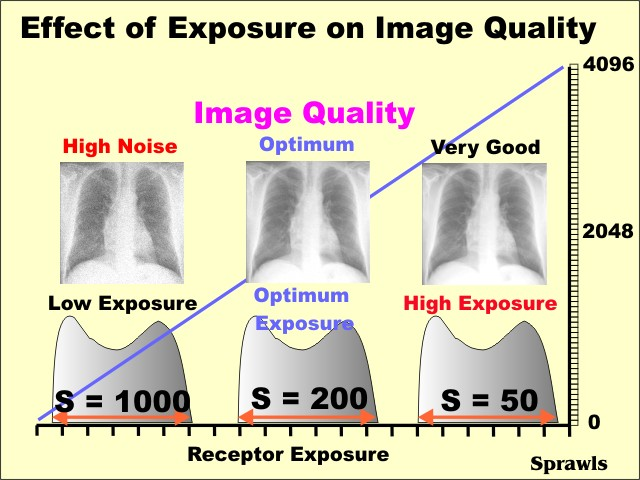 Effect of Exposure on Image Quality
4096
Image Quality
High Noise
Optimum
Very Good
2048
Low Exposure
Optimum
Exposure
High Exposure
S = 1000
S = 200
S = 50
0
Receptor Exposure
Sprawls